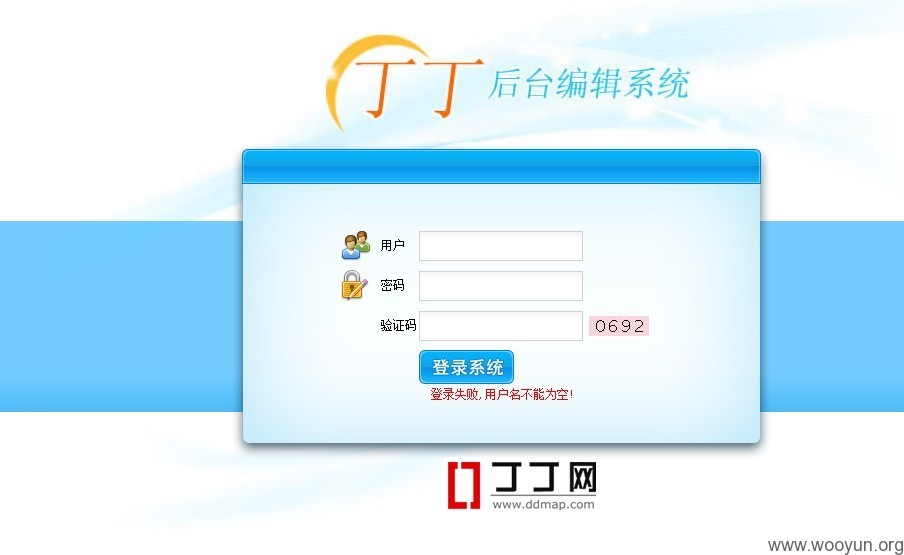 丁丁 后台编辑系统
用户
密码
验证码 0692
登录系统
登录失败,用户名不能为空!
丁丁网
www.ddmap.com
www.wooyun.org